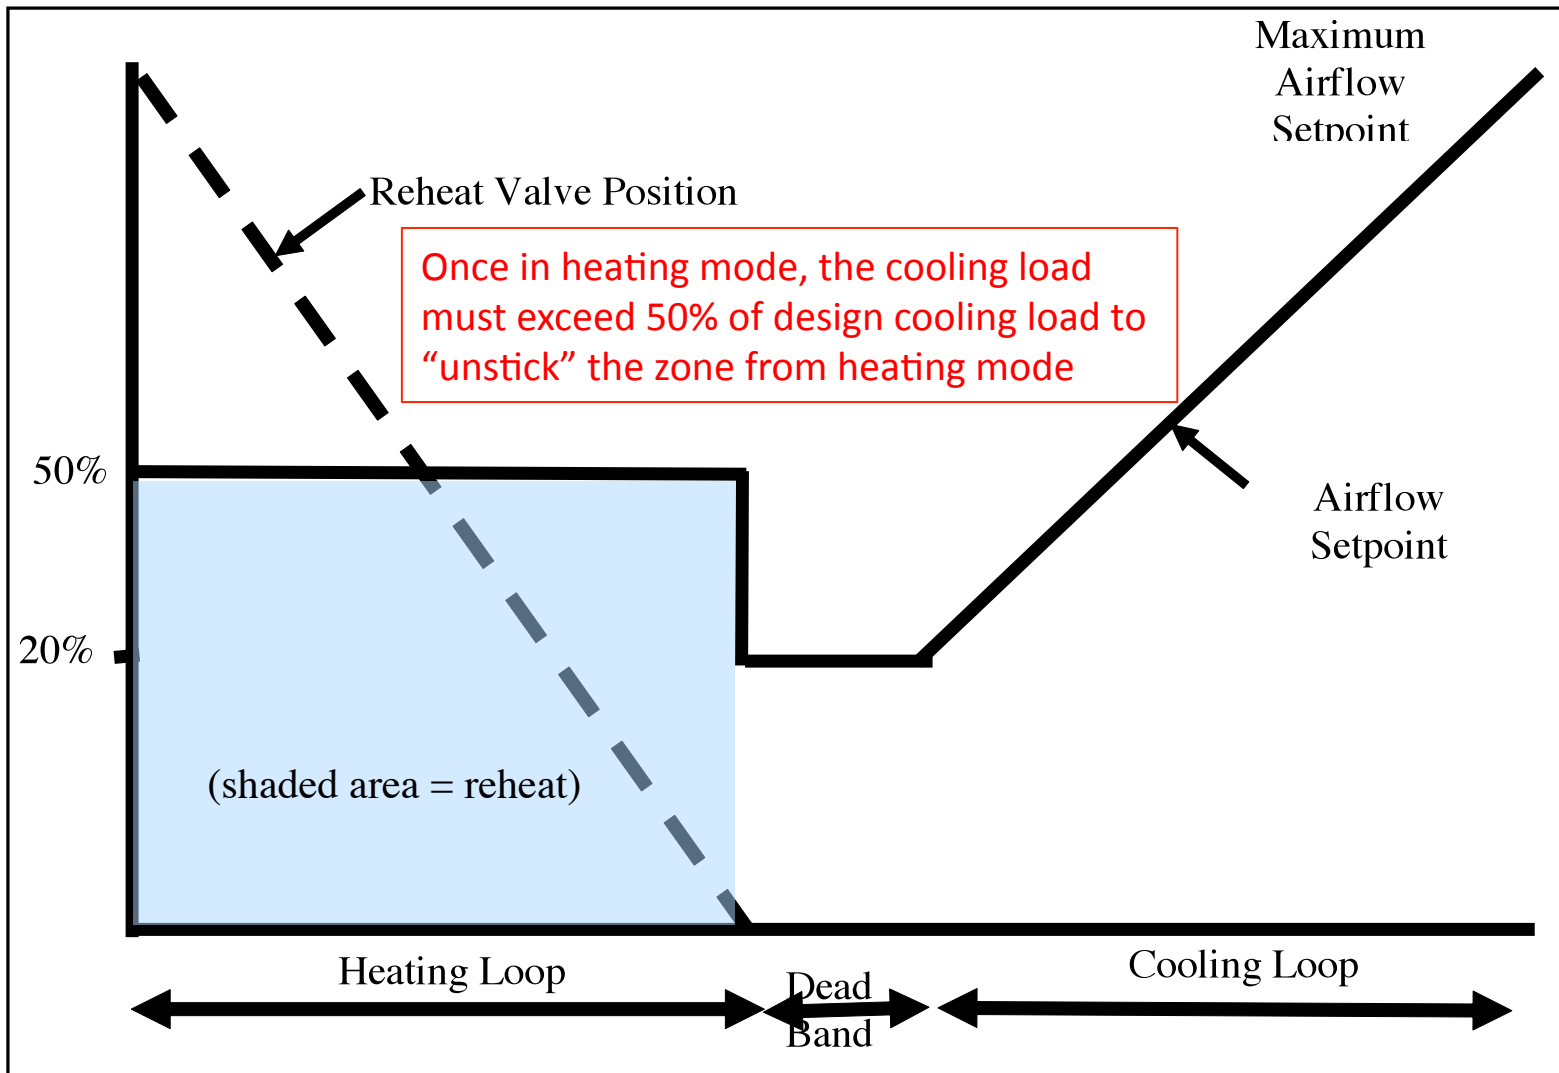 Maximum
Airflow
Setpoint
Reheat Valve Position
Once in heating mode, the cooling load
must exceed 50% of design cooling load to
“unstick” the zone from heating mode
50%
Airflow
Setpoint
20%
(shaded area = reheat)
Heating Loop
Dead
Band
Cooling Loop